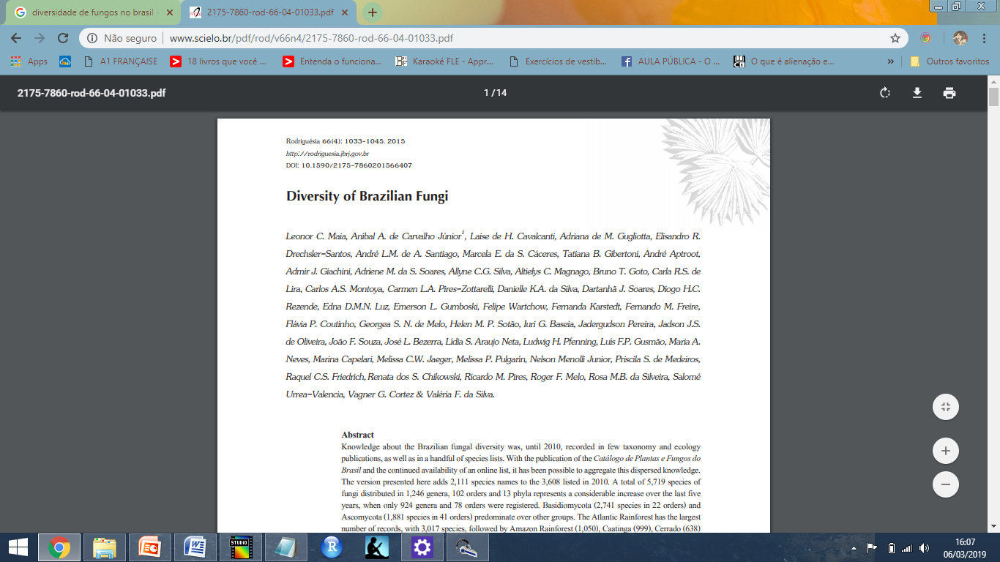 diversidade de fungos no brasil -
2175-7860-rod-66-04-01033.pdf
Não seguro
www.scielo.br/pdf/rod/v66n4/2175-7860-rod-66-04-01033.pdf
Apps
A1 FRANÇAISE
18 livros que você ...
Entenda o funciona...
Karaoké FLE - Appr...
Exercícios de vestib...
AULA PÚBLICA - O ...
O que é alienação e...
»
Outros favoritos
2175-7860-rod-66-04-01033.pdf
1 / 14
Rodriguésia 66(4): 1033-1045. 2015
http://rodriguesia.jbrj.gov.br
DOI: 10.1590/2175-7860201566407
Diversity of Brazilian Fungi
Leonor C. Maia, Anibal A. de Carvalho Júnior¹, Laise de H. Cavalcanti, Adriana de M. Gugliotta, Elisandro R.
Drechsler-Santos, André L.M. de A. Santiago, Marcela E. da S. Cáceres, Tatiana B. Gibertoni, André Aptroot,
Admir J. Giachini, Adriene M. da S. Soares, Allyne C.G. Silva, Altielys C. Magnago, Bruno T. Goto, Carla R.S. de
Lira, Carlos A.S. Montoya, Carmen L.A. Pires-Zottarelli, Danielle K.A. da Silva, Dartanhã J. Soares, Diogo H.C.
Rezende, Edna D.M.N. Luz, Emerson L. Gumboski, Felipe Wartchow, Fernanda Karstedt, Fernando M. Freire,
Flávia P. Coutinho, Georgea S. N. de Melo, Helen M. P. Sotão, Iuri G. Baseia, Jadergudson Pereira, Jadson J.S.
de Oliveira, João F. Souza, José L. Bezerra, Lídia S. Araujo Neta, Ludwig H. Pfenning, Luis F.P. Gusmão, Maria A.
Neves, Marina Capelari, Melissa C.W. Jaeger, Melissa P. Pulgarín, Nelson Menolli Junior, Priscila S. de Medeiros,
Raquel C.S. Friedrich, Renata dos S. Chikowski, Ricardo M. Pires, Roger F. Melo, Rosa M.B. da Silveira, Salomé
Urrea-Valencia, Vagner G. Cortez & Valéria F. da Silva.
Abstract
Knowledge about the Brazilian fungal diversity was, until 2010, recorded in few taxonomy and ecology
publications, as well as in a handful of species lists. With the publication of the Catálogo de Plantas e Fungos do
Brasil and the continued availability of an online list, it has been possible to aggregate this dispersed knowledge.
The version presented here adds 2,111 species names to the 3,608 listed in 2010. A total of 5,719 species of
fungi distributed in 1,246 genera, 102 orders and 13 phyla represents a considerable increase over the last five
years, when only 924 genera and 78 orders were registered. Basidiomycota (2,741 species in 22 orders) and
Ascomycota (1,881 species in 41 orders) predominate over other groups. The Atlantic Rainforest has the largest
number of records, with 3,017 species, followed by Amazon Rainforest (1,050), Caatinga (999), Cerrado (638)
STUDIO
R
16:07
06/03/2019